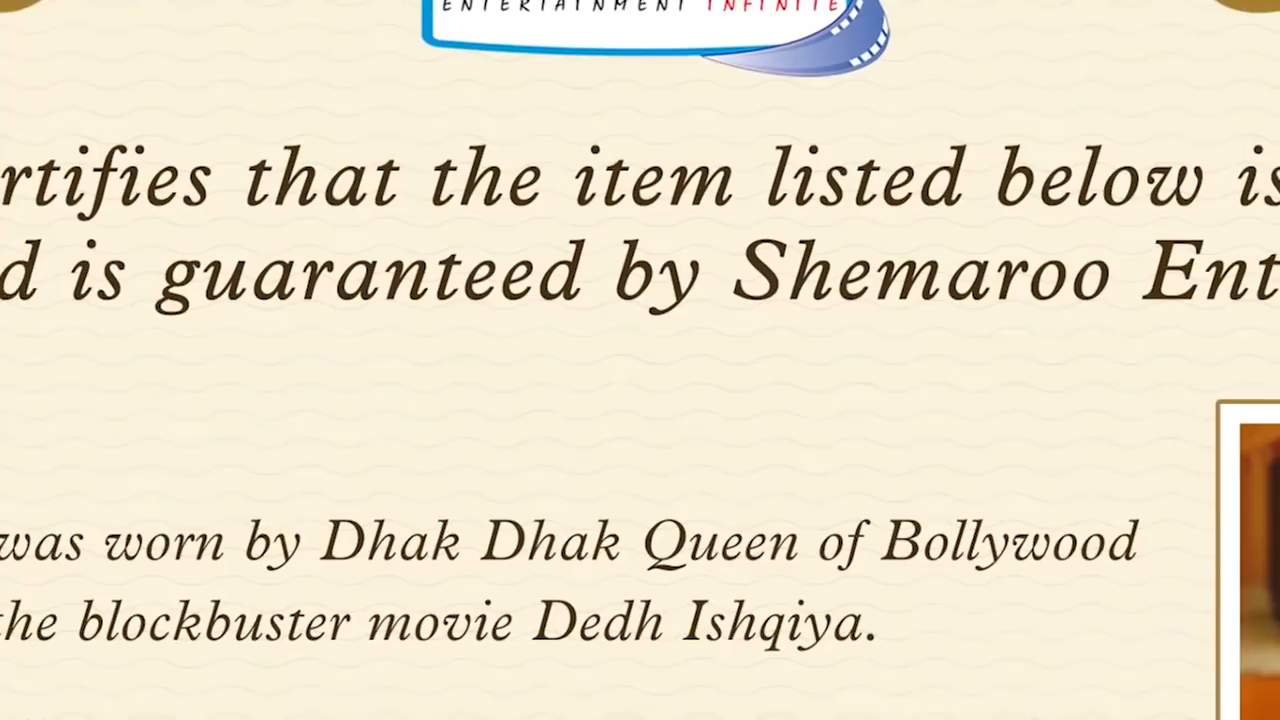 ENTERTAINMENT INFINITE
rtifies that the item listed below is
d is guaranteed by Shemaroo Ent
was worn by Dhak Dhak Queen of Bollywood
the blockbuster movie Dedh Ishqiya.